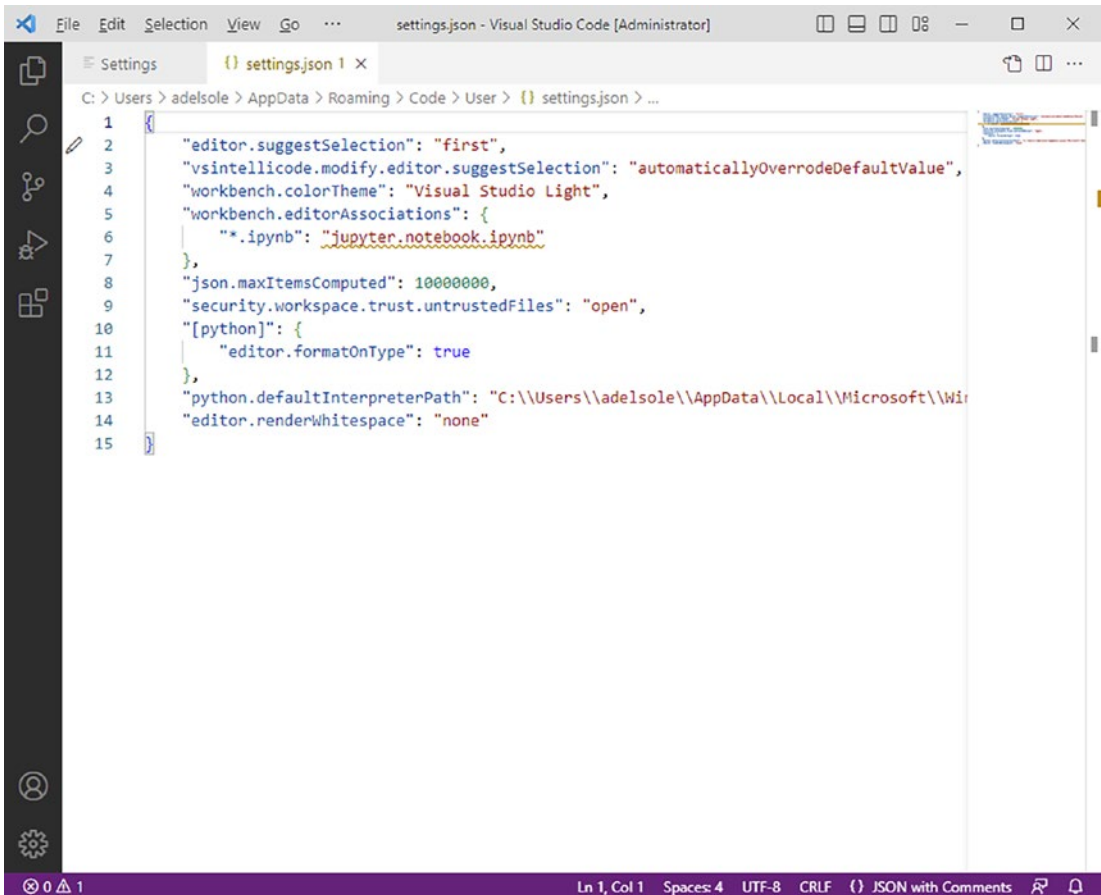 File Edit Selection View Go ··· settings.json - Visual Studio Code [Administrator]
Settings {} settings.json 1 ×
C: > Users > adelsole > AppData > Roaming > Code > User > {} settings.json > ...
1 {
2 "editor.suggestSelection": "first",
3 "vsintellicode.modify.editor.suggestSelection": "automaticallyOverrodeDefaultValue",
4 "workbench.colorTheme": "Visual Studio Light",
5 "workbench.editorAssociations": {
6 "*.ipynb": "jupyter.notebook.ipynb"
7 },
8 "json.maxItemsComputed": 10000000,
9 "security.workspace.trust.untrustedFiles": "open",
10 "[python]": {
11 "editor.formatOnType": true
12 },
13 "python.defaultInterpreterPath": "C:\\Users\\adelsole\\AppData\\Local\\Microsoft\\Win
14 "editor.renderWhitespace": "none"
15 }
0 1 Ln 1, Col 1 Spaces: 4 UTF-8 CRLF {} JSON with Comments